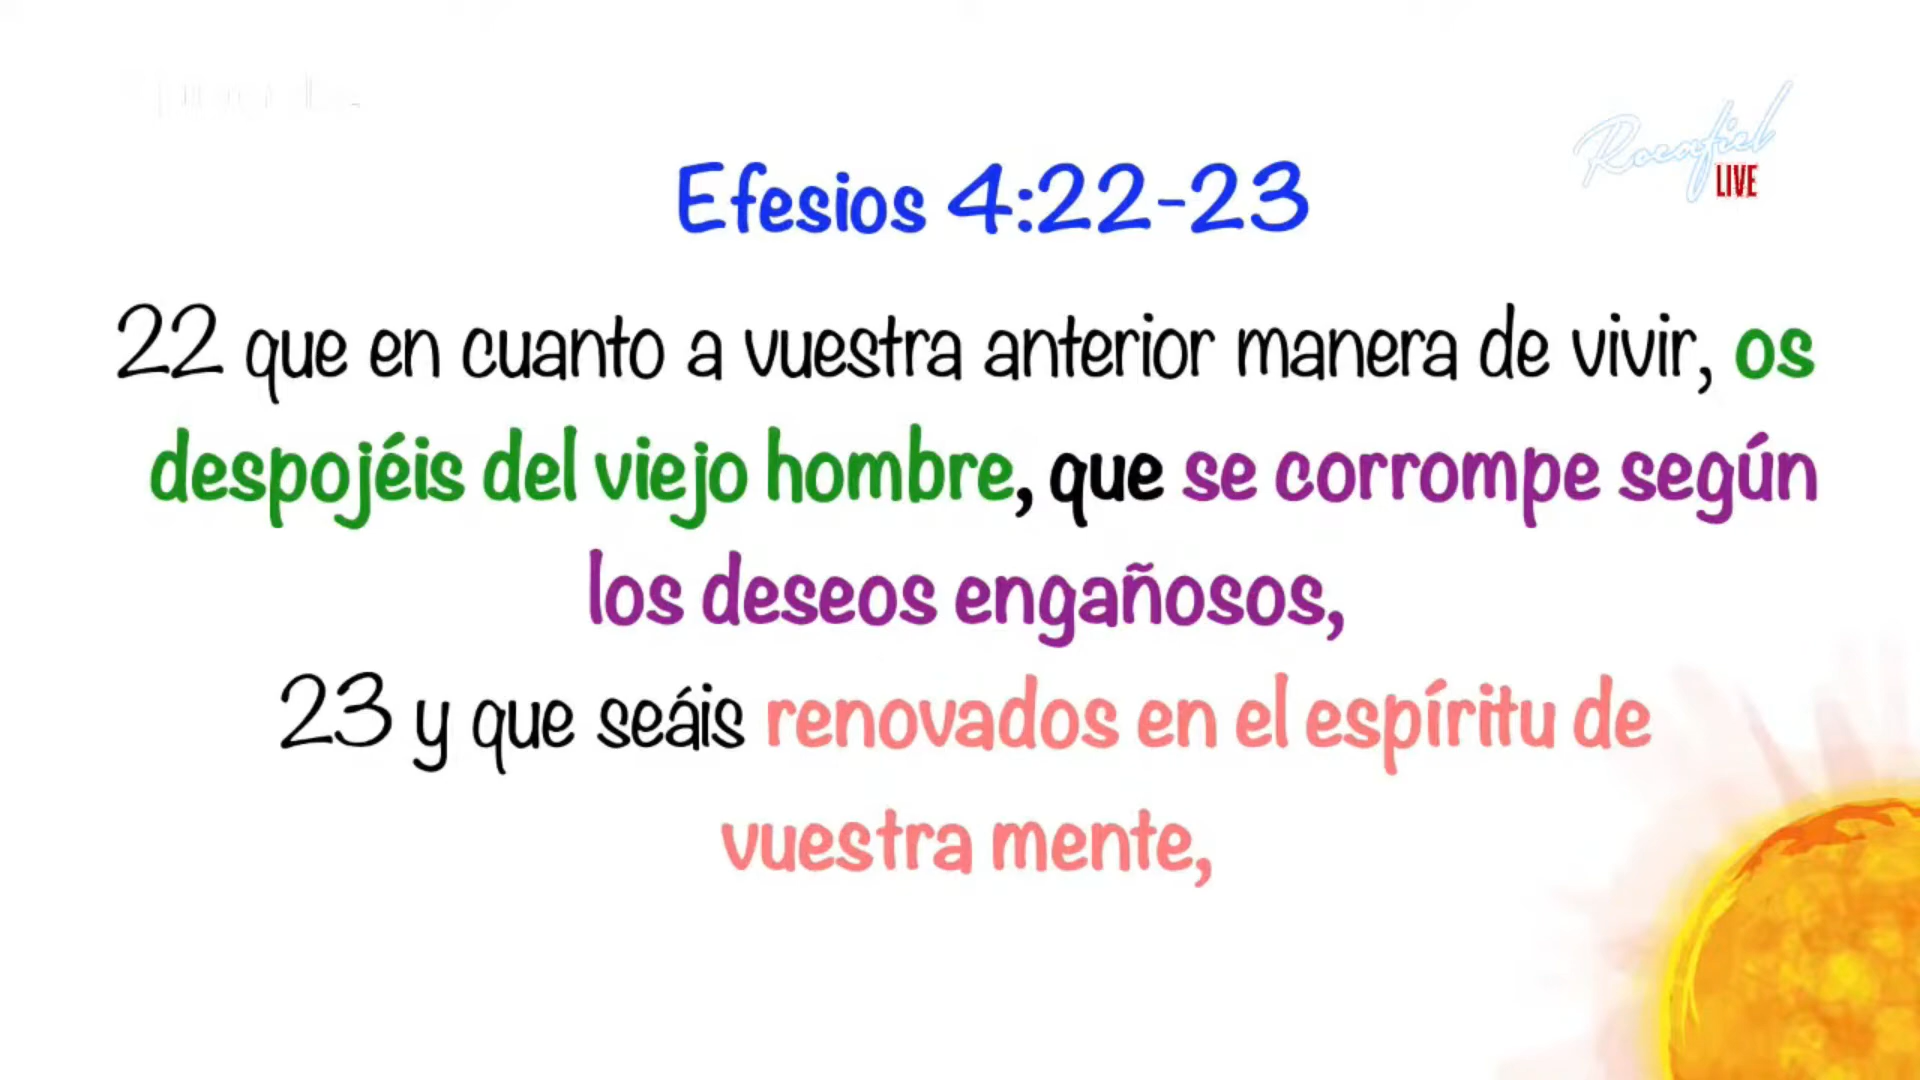 Rocafiel
LIVE
Efesios 4:22-23
22 que en cuanto a vuestra anterior manera de vivir, os
despojéis del viejo hombre, que se corrompe según
los deseos engañosos,
23 y que seáis renovados en el espíritu de
vuestra mente,